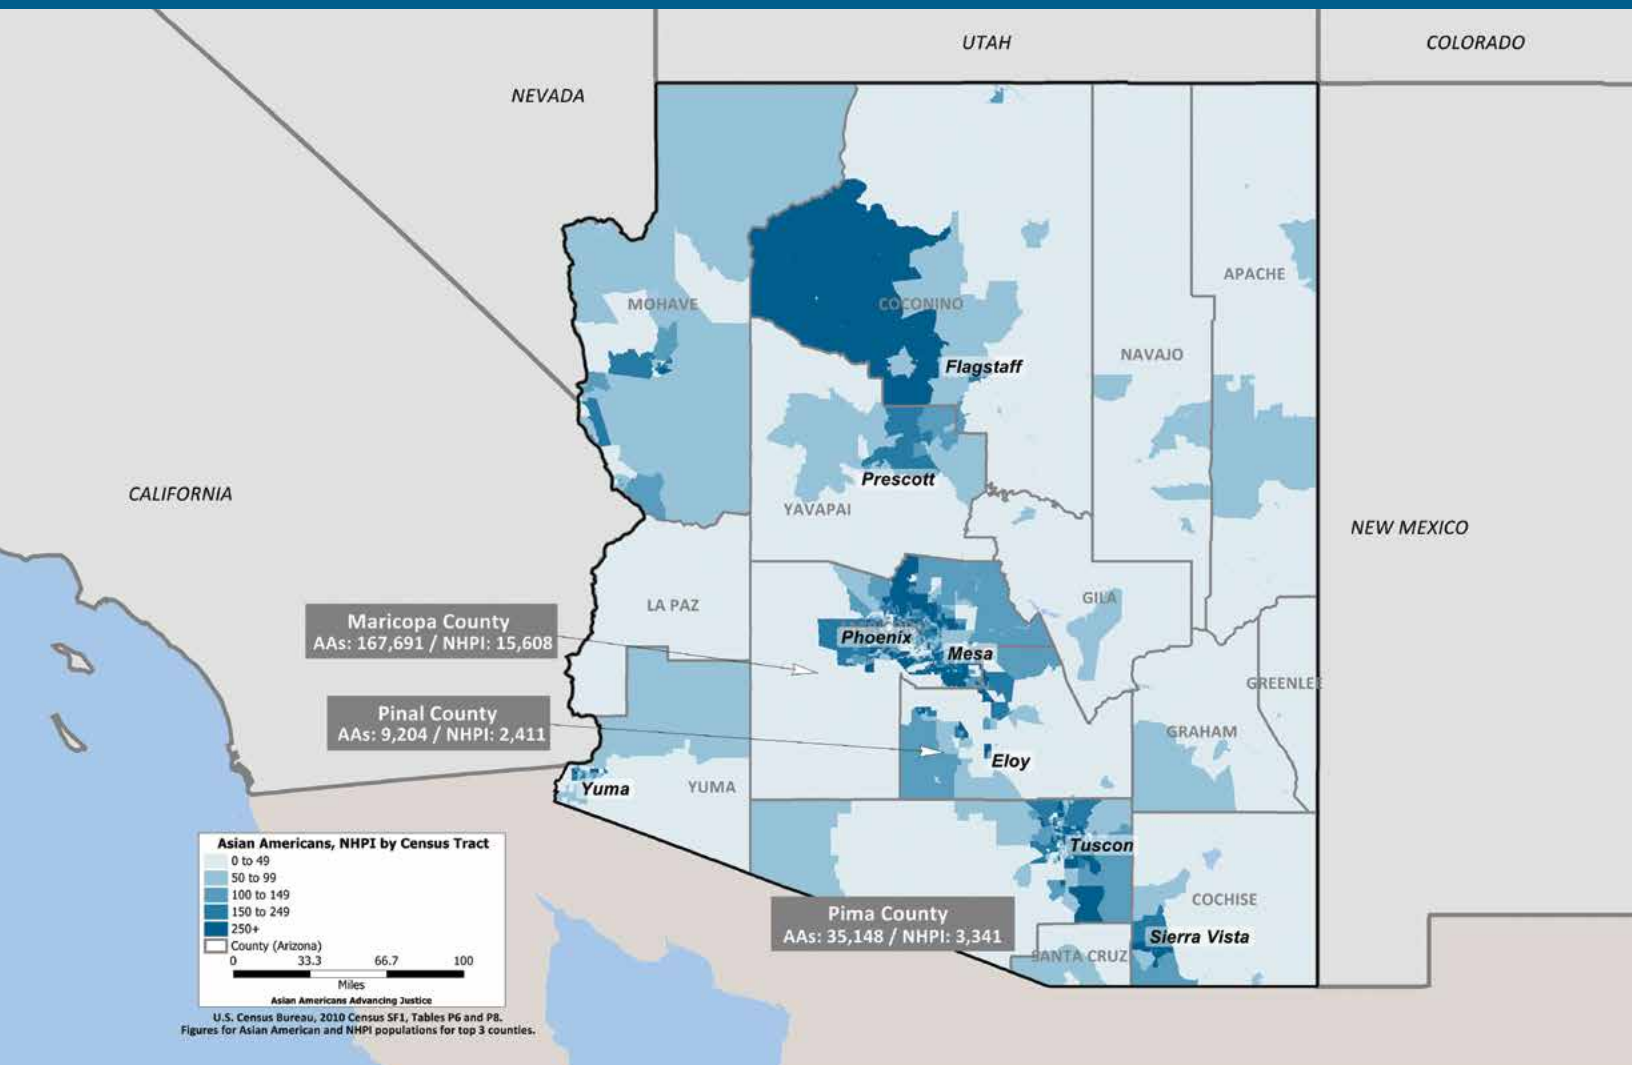 UTAH
COLORADO
NEVADA
APACHE
MOHAVE
COCONINO
NAVAJO
Flagstaff
Prescott
CALIFORNIA
YAVAPAI
NEW MEXICO
LA PAZ
GILA
Maricopa County
AAs: 167,691 / NHPI: 15,608
Phoenix
Mesa
GREENLEE
Pinal County
AAs: 9,204 / NHPI: 2,411
GRAHAM
Eloy
Yuma
YUMA
Tuscon
Asian Americans, NHPI by Census Tract
0 to 49
50 to 99
100 to 149
150 to 249
250+
County (Arizona)
0 33.3 66.7 100
Miles
Asian Americans Advancing Justice
U.S. Census Bureau, 2010 Census SF1, Tables P6 and P8.
Figures for Asian American and NHPI populations for top 3 counties.
COCHISE
Pima County
AAs: 35,148 / NHPI: 3,341
Sierra Vista
SANTA CRUZ